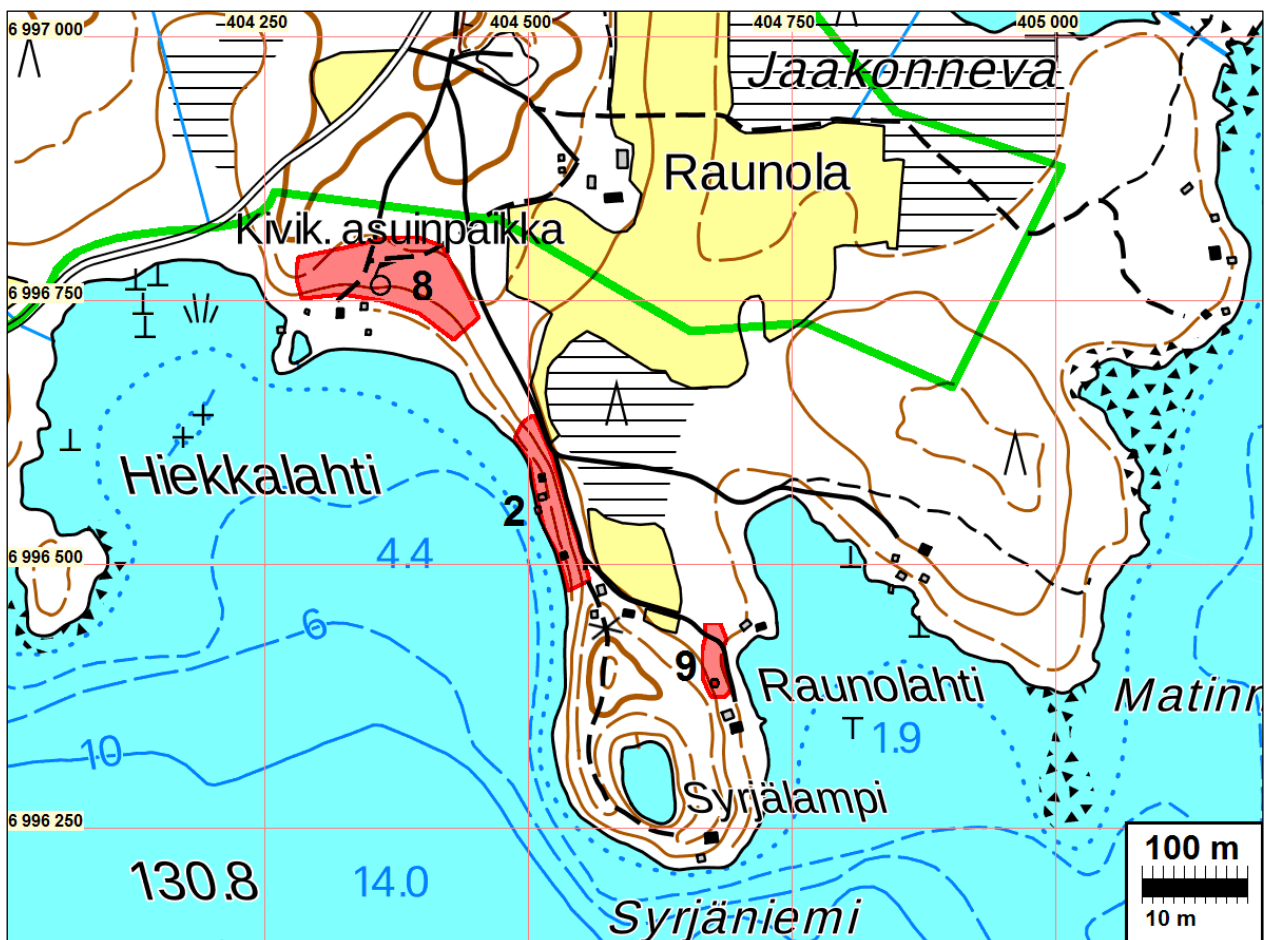 404 250
404 500
404 750
405 000
6 997 000
Jaakonneva
Raunola
Kivik. asuinpaikka
5
8
6 996 750
Hiekkalahti
2
4.4
6 996 500
6
9
Raunolahti
Matinn
1.9
10
Syrjälampi
6 996 250
130.8
14.0
Syrjäniemi
100 m
10 m